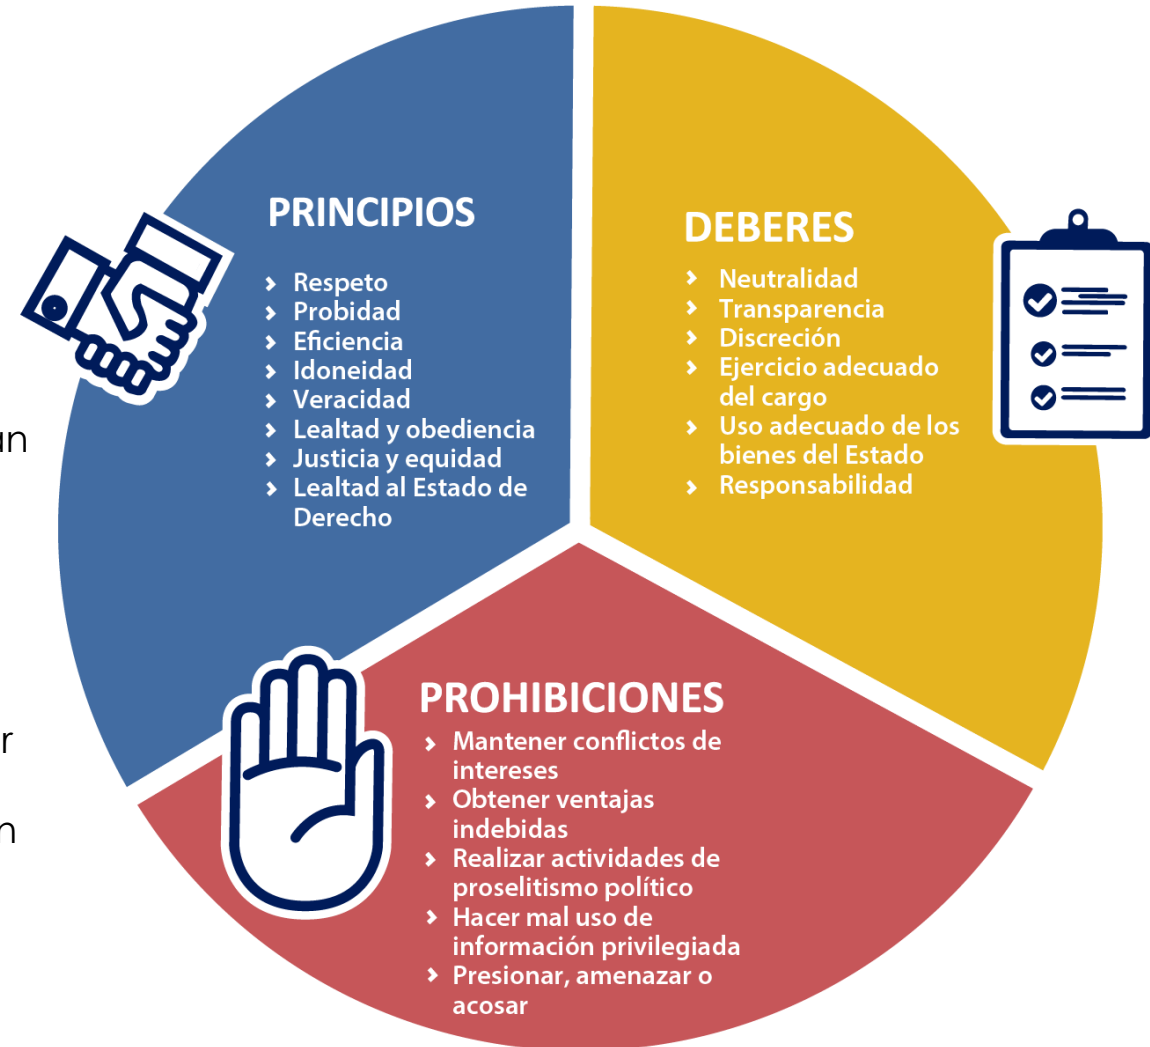 PRINCIPIOS
Respeto
Probidad
Eficiencia
Idoneidad
Veracidad
Lealtad y obediencia
Justicia y equidad
Lealtad al Estado de
Derecho
DEBERES
Neutralidad
Transparencia
Discreción
Ejercicio adecuado
del cargo
Uso adecuado de los
bienes del Estado
Responsabilidad
PROHIBICIONES
Mantener conflictos de
intereses
Obtener ventajas
indebidas
Realizar actividades de
proselitismo político
Hacer mal uso de
información privilegiada
Presionar, amenazar o
acosar